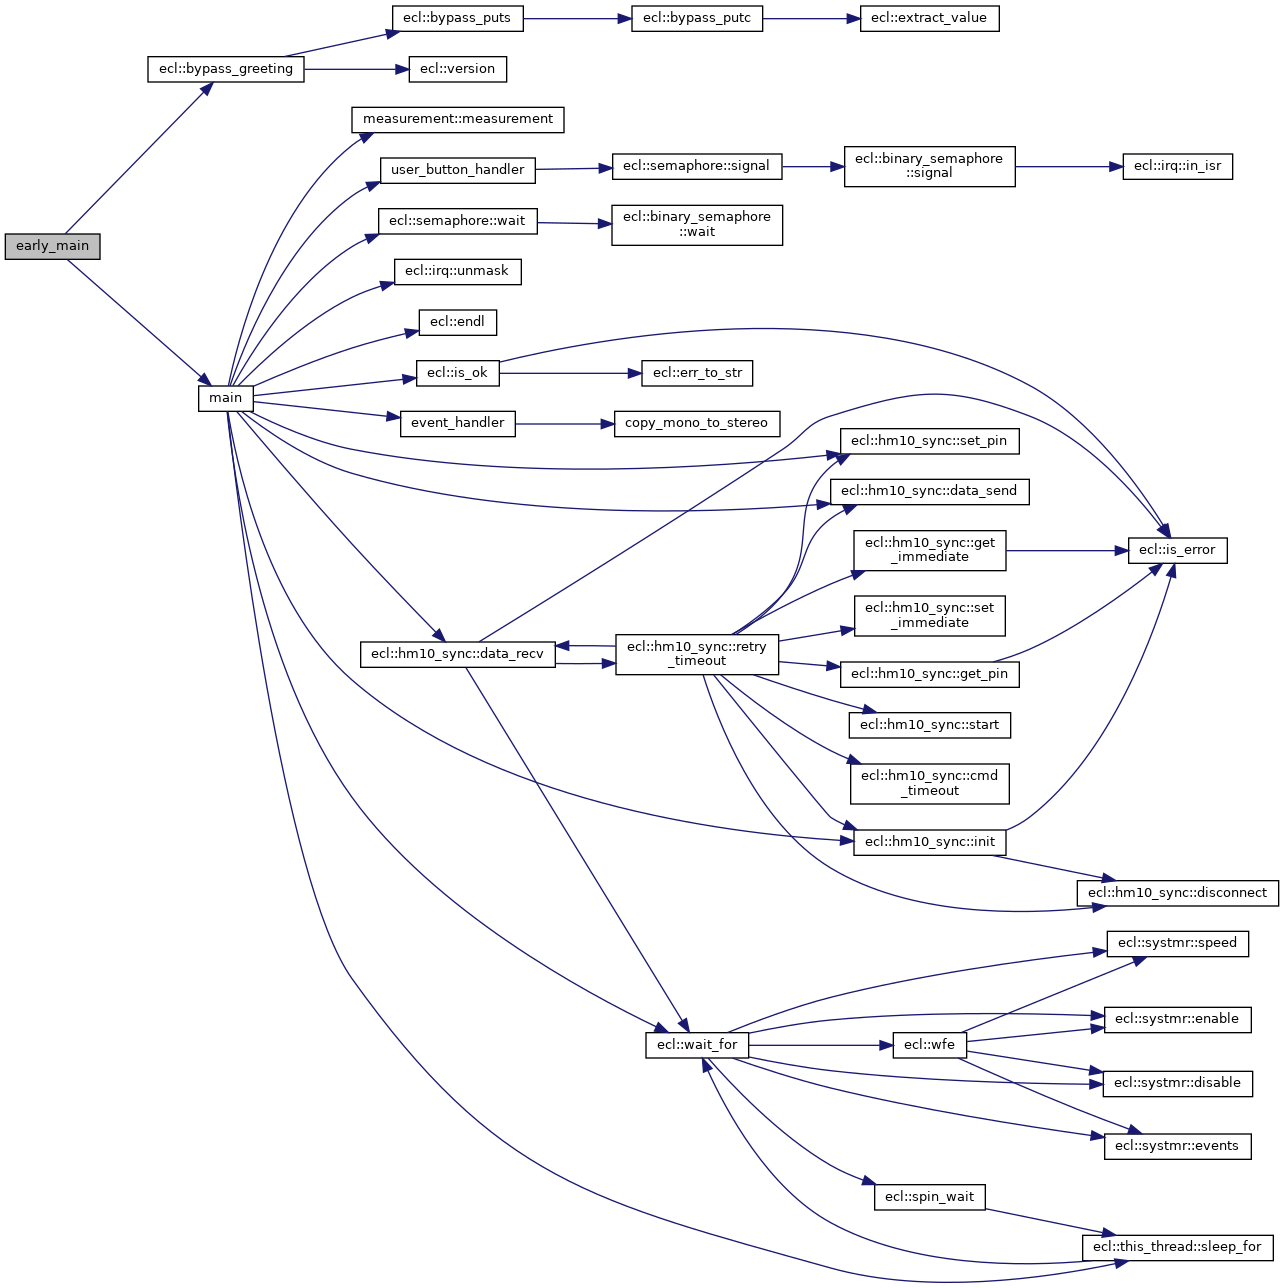 ecl::bypass_puts
ecl::bypass_putc
ecl::extract_value
ecl::bypass_greeting
ecl::version
measurement::measurement
user_button_handler
ecl::semaphore::signal
ecl::binary_semaphore
::signal
ecl::irq::in_isr
ecl::semaphore::wait
ecl::binary_semaphore
::wait
early_main
ecl::irq::unmask
ecl::endl
ecl::is_ok
ecl::err_to_str
main
event_handler
copy_mono_to_stereo
ecl::hm10_sync::set_pin
ecl::hm10_sync::data_send
ecl::hm10_sync::get
_immediate
ecl::is_error
ecl::hm10_sync::set
_immediate
ecl::hm10_sync::data_recv
ecl::hm10_sync::retry
_timeout
ecl::hm10_sync::get_pin
ecl::hm10_sync::start
ecl::hm10_sync::cmd
_timeout
ecl::hm10_sync::init
ecl::hm10_sync::disconnect
ecl::systmr::speed
ecl::systmr::enable
ecl::wait_for
ecl::wfe
ecl::systmr::disable
ecl::systmr::events
ecl::spin_wait
ecl::this_thread::sleep_for